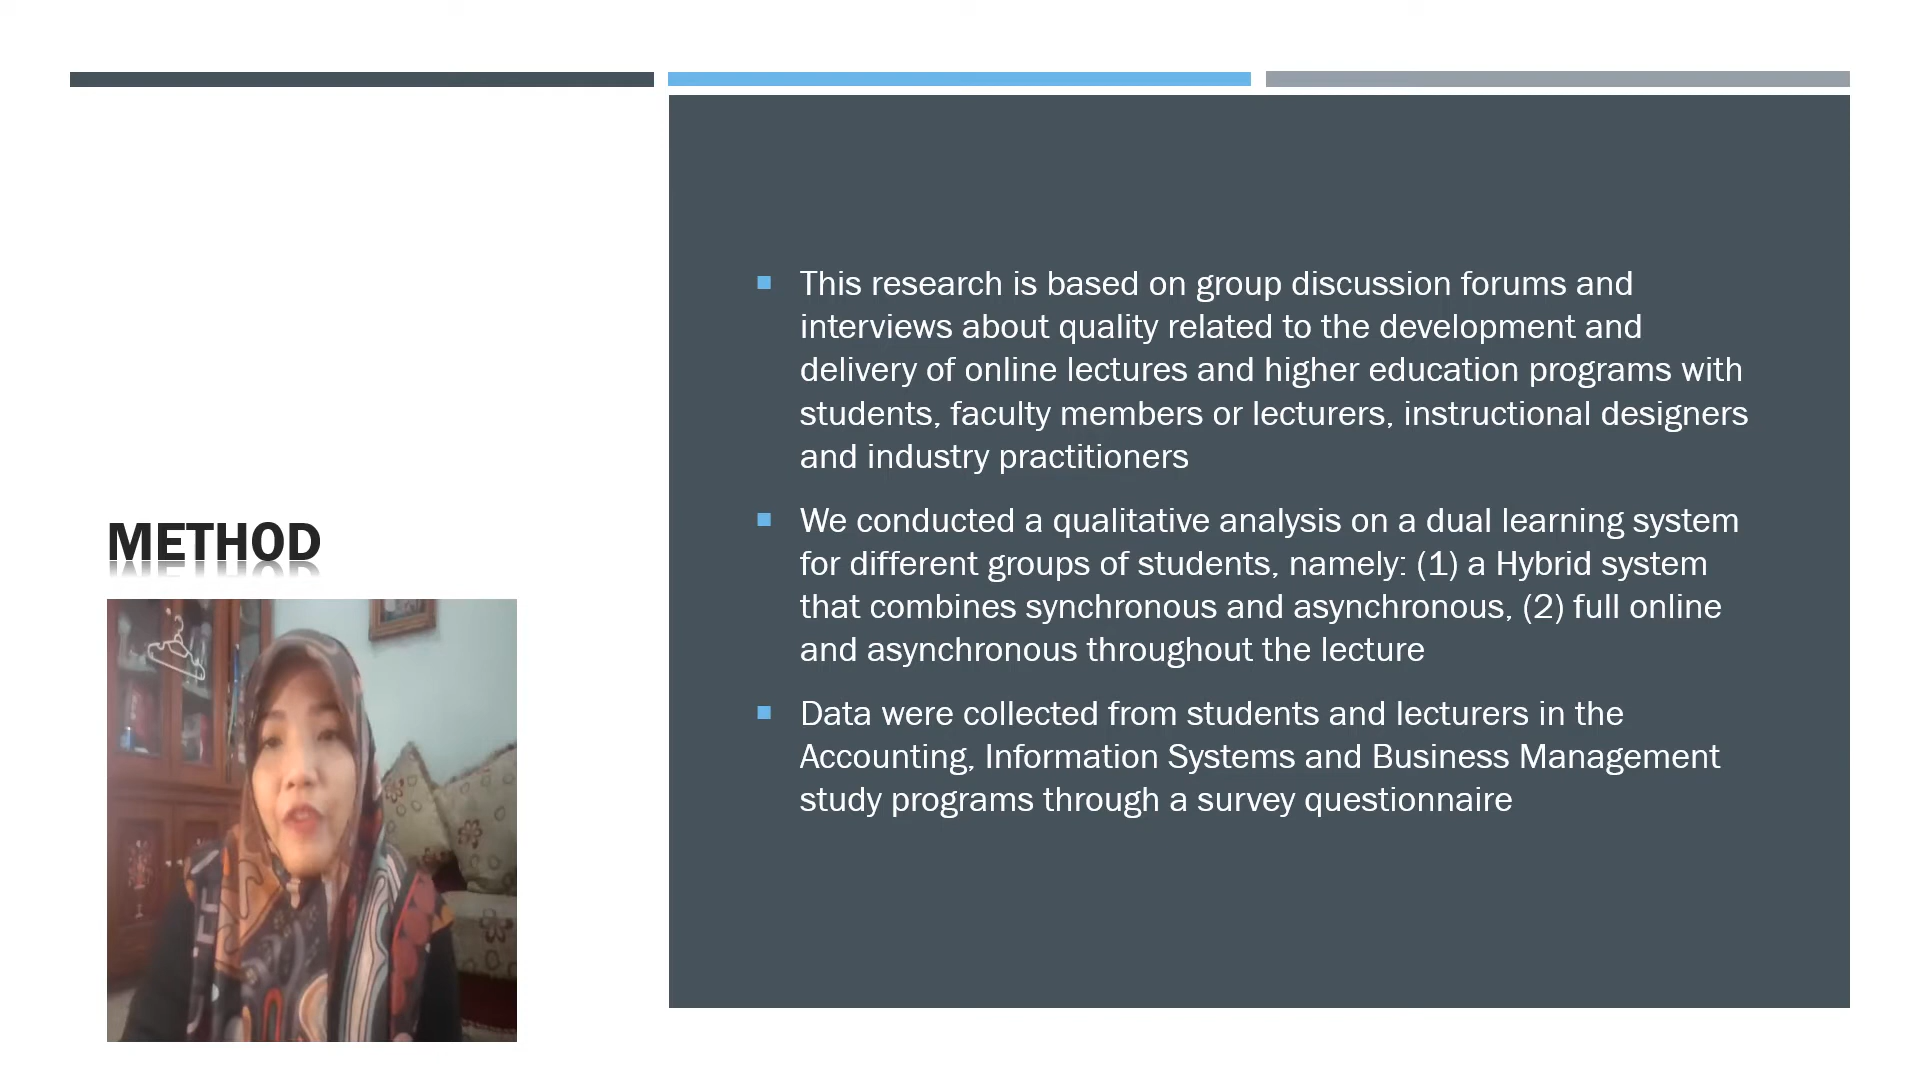 METHOD
This research is based on group discussion forums and
interviews about quality related to the development and
delivery of online lectures and higher education programs with
students, faculty members or lecturers, instructional designers
and industry practitioners
We conducted a qualitative analysis on a dual learning system
for different groups of students, namely: (1) a Hybrid system
that combines synchronous and asynchronous, (2) full online
and asynchronous throughout the lecture
Data were collected from students and lecturers in the
Accounting, Information Systems and Business Management
study programs through a survey questionnaire